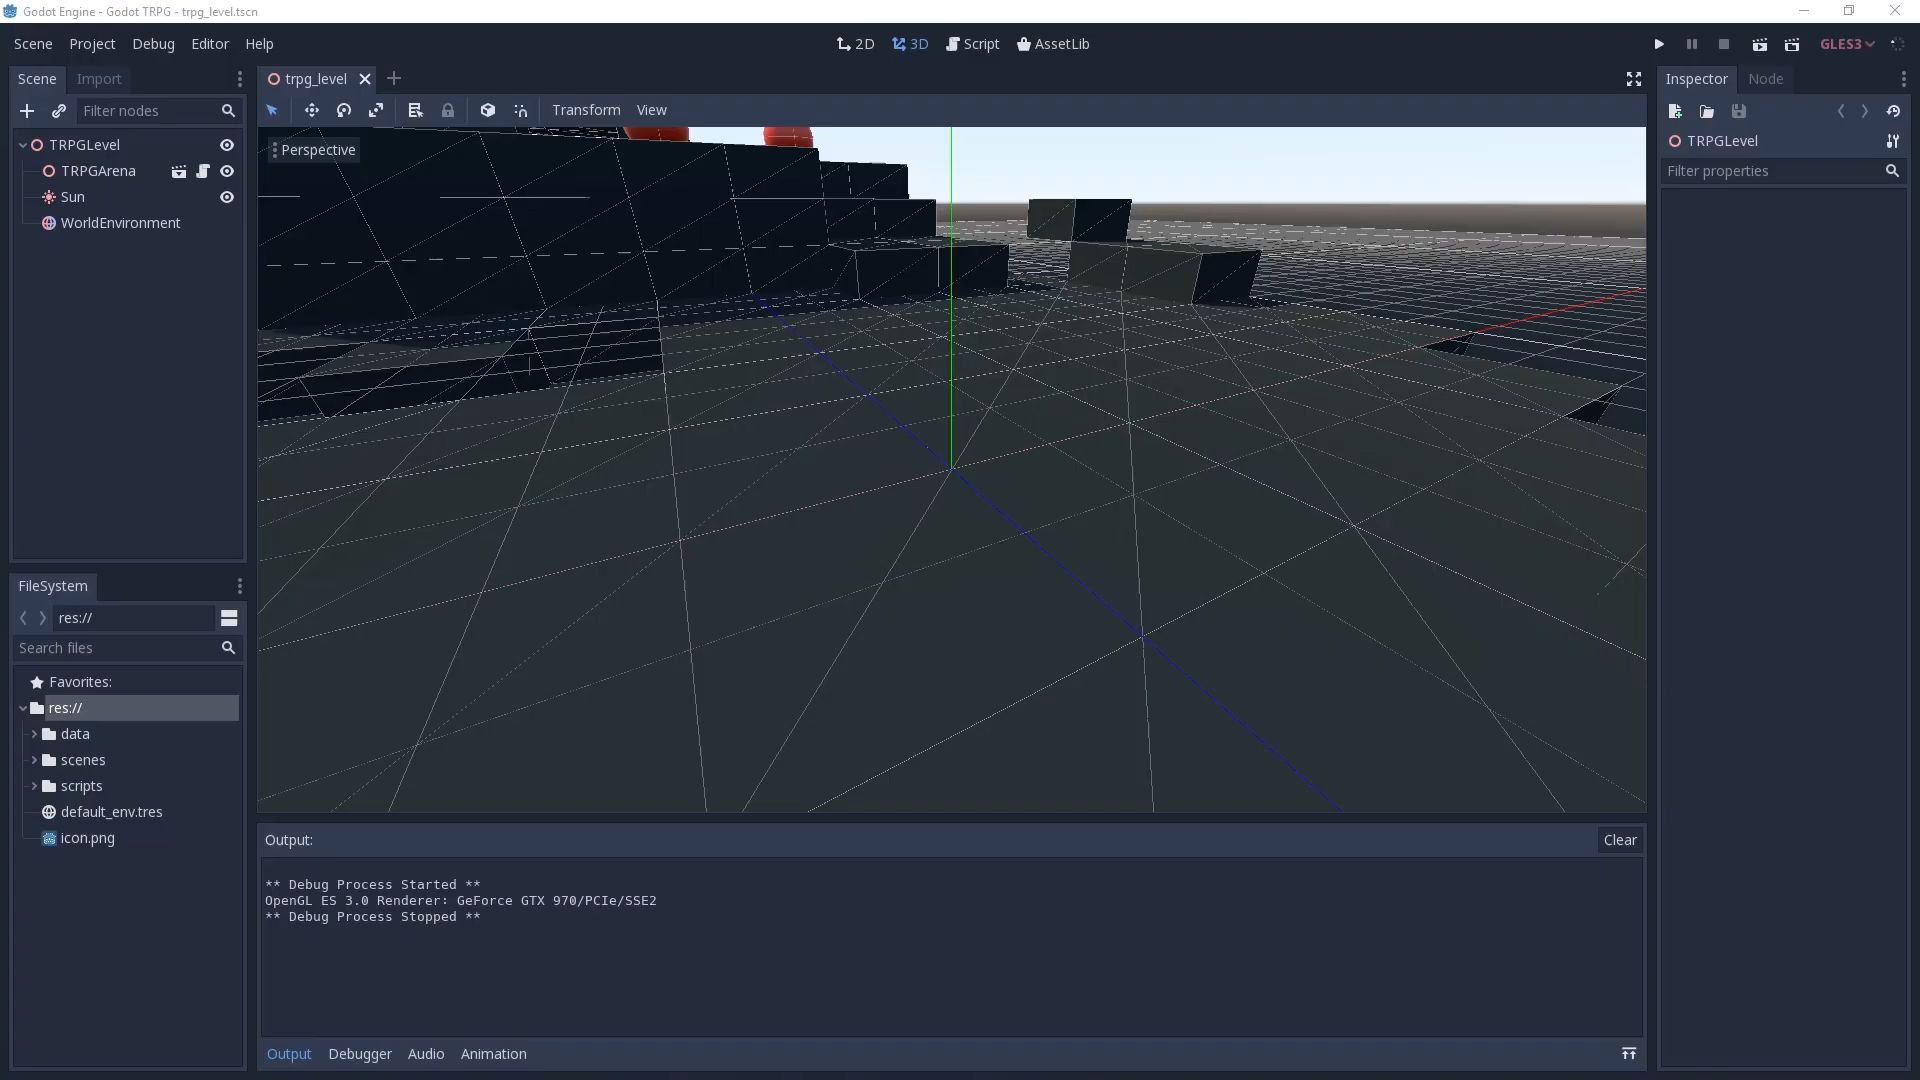 Godot Engine - Godot TRPG - trpg_level.tscn
Scene Project Debug Editor Help
2D 3D Script AssetLib
GLES3
Scene Import
trpg_level
Inspector Node
Filter nodes
Transform View
TRPGLevel
TRPGArena
Sun
WorldEnvironment
Perspective
TRPGLevel
Filter properties
FileSystem
res://
Search files
Favorites:
res://
data
scenes
scripts
default_env.tres
icon.png
Output:
Clear
** Debug Process Started **
OpenGL ES 3.0 Renderer: GeForce GTX 970/PCIe/SSE2
** Debug Process Stopped **
Output Debugger Audio Animation